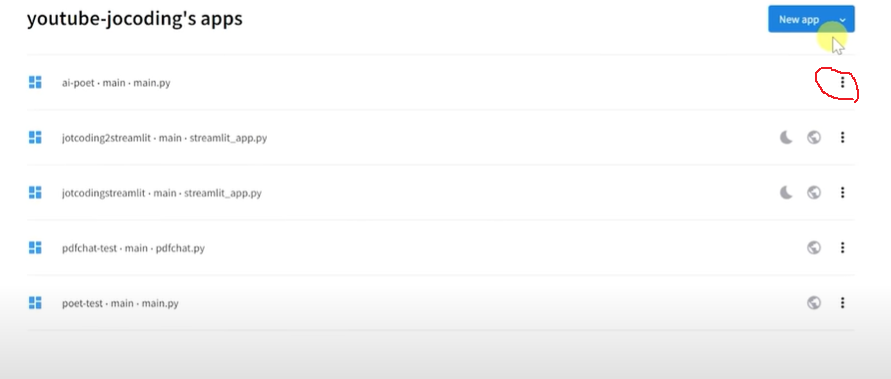 youtube-jocoding's apps
New app
ai-poet · main · main.py
jotcoding2streamlit · main · streamlit_app.py
jotcodingstreamlit · main · streamlit_app.py
pdfchat-test · main · pdfchat.py
poet-test · main · main.py